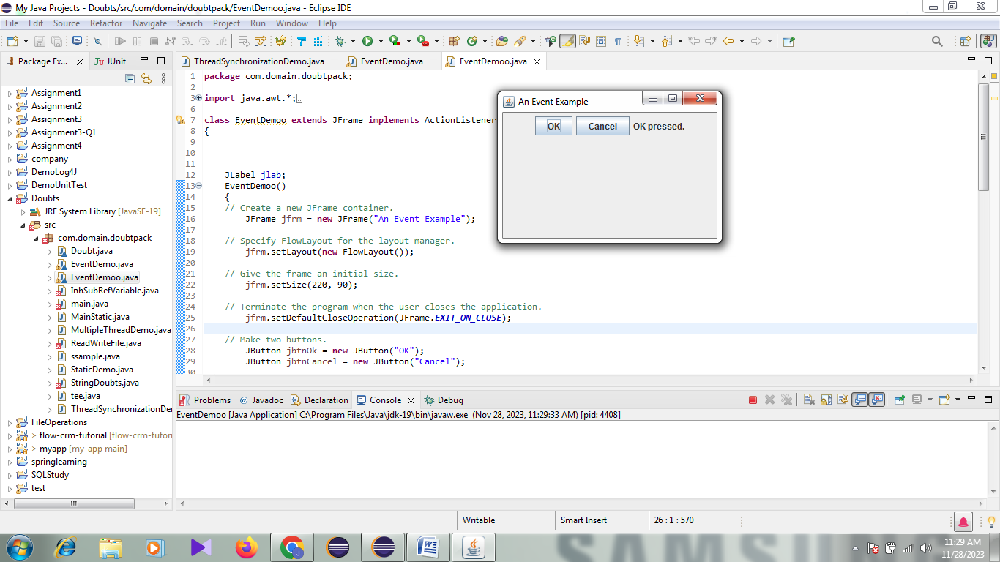 My Java Projects - Doubts/src/com/domain/doubtpack/EventDemoo.java - Eclipse IDE
File Edit Source Refactor Navigate Search Project Run Window Help
Package Ex... JUnit
ThreadSynchronizationDemo.java EventDemo.java EventDemoo.java
Assignment1
Assignment2
Assignment3
Assignment3-Q1
Assignment4
company
DemoLog4J
DemoUnitTest
Doubts
JRE System Library [JavaSE-19]
src
com.domain.doubtpack
Doubt.java
EventDemo.java
EventDemoo.java
InhSubRefVariable.java
main.java
MainStatic.java
MultipleThreadDemo.java
ReadWriteFile.java
ssample.java
StaticDemo.java
StringDoubts.java
tee.java
ThreadSynchronizationDe
FileOperations
> flow-crm-tutorial [flow-crm-tutori
> myapp [my-app main]
springlearning
SQLStudy
test
1 package com.domain.doubtpack;
2
3 import java.awt.*;
6
7 class EventDemoo extends JFrame implements ActionListener
8 {
9
10
11
12 JLabel jlab;
13 EventDemoo()
14 {
15 // Create a new JFrame container.
16 JFrame jfrm = new JFrame("An Event Example");
17
18 // Specify FlowLayout for the layout manager.
19 jfrm.setLayout(new FlowLayout());
20
21 // Give the frame an initial size.
22 jfrm.setSize(220, 90);
23
24 // Terminate the program when the user closes the application.
25 jfrm.setDefaultCloseOperation(JFrame.EXIT_ON_CLOSE);
26
27 // Make two buttons.
28 JButton jbtnOk = new JButton("OK");
29 JButton jbtnCancel = new JButton("Cancel");
30
An Event Example
OK Cancel OK pressed.
Problems @ Javadoc Declaration Console Debug
EventDemoo [Java Application] C:\Program Files\Java\jdk-19\bin\javaw.exe (Nov 28, 2023, 11:29:33 AM) [pid: 4408]
Writable Smart Insert 26 : 1 : 570
SAMSUNG
11:29 AM
11/28/2023